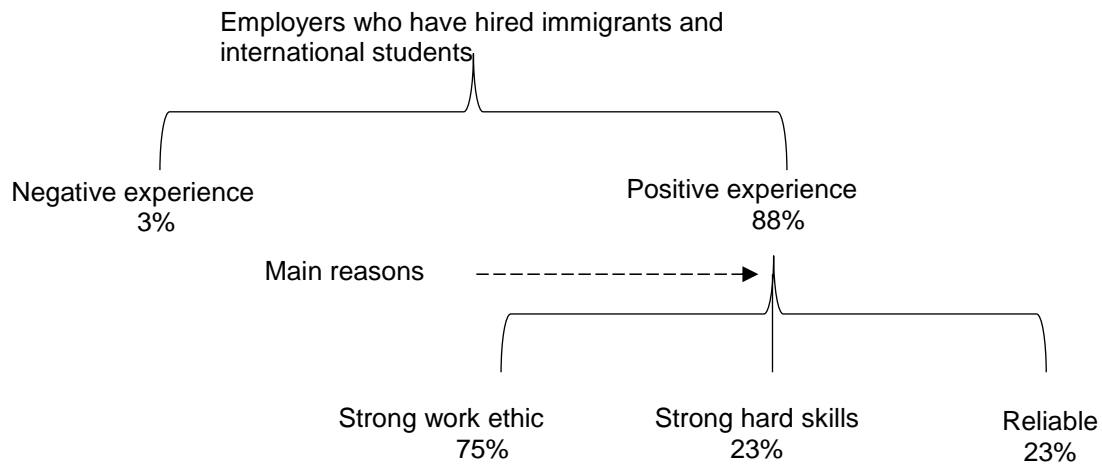 Employers who have hired immigrants and
international students
Negative experience
3%
Positive experience
88%
Main reasons
Strong work ethic
75%
Strong hard skills
23%
Reliable
23%